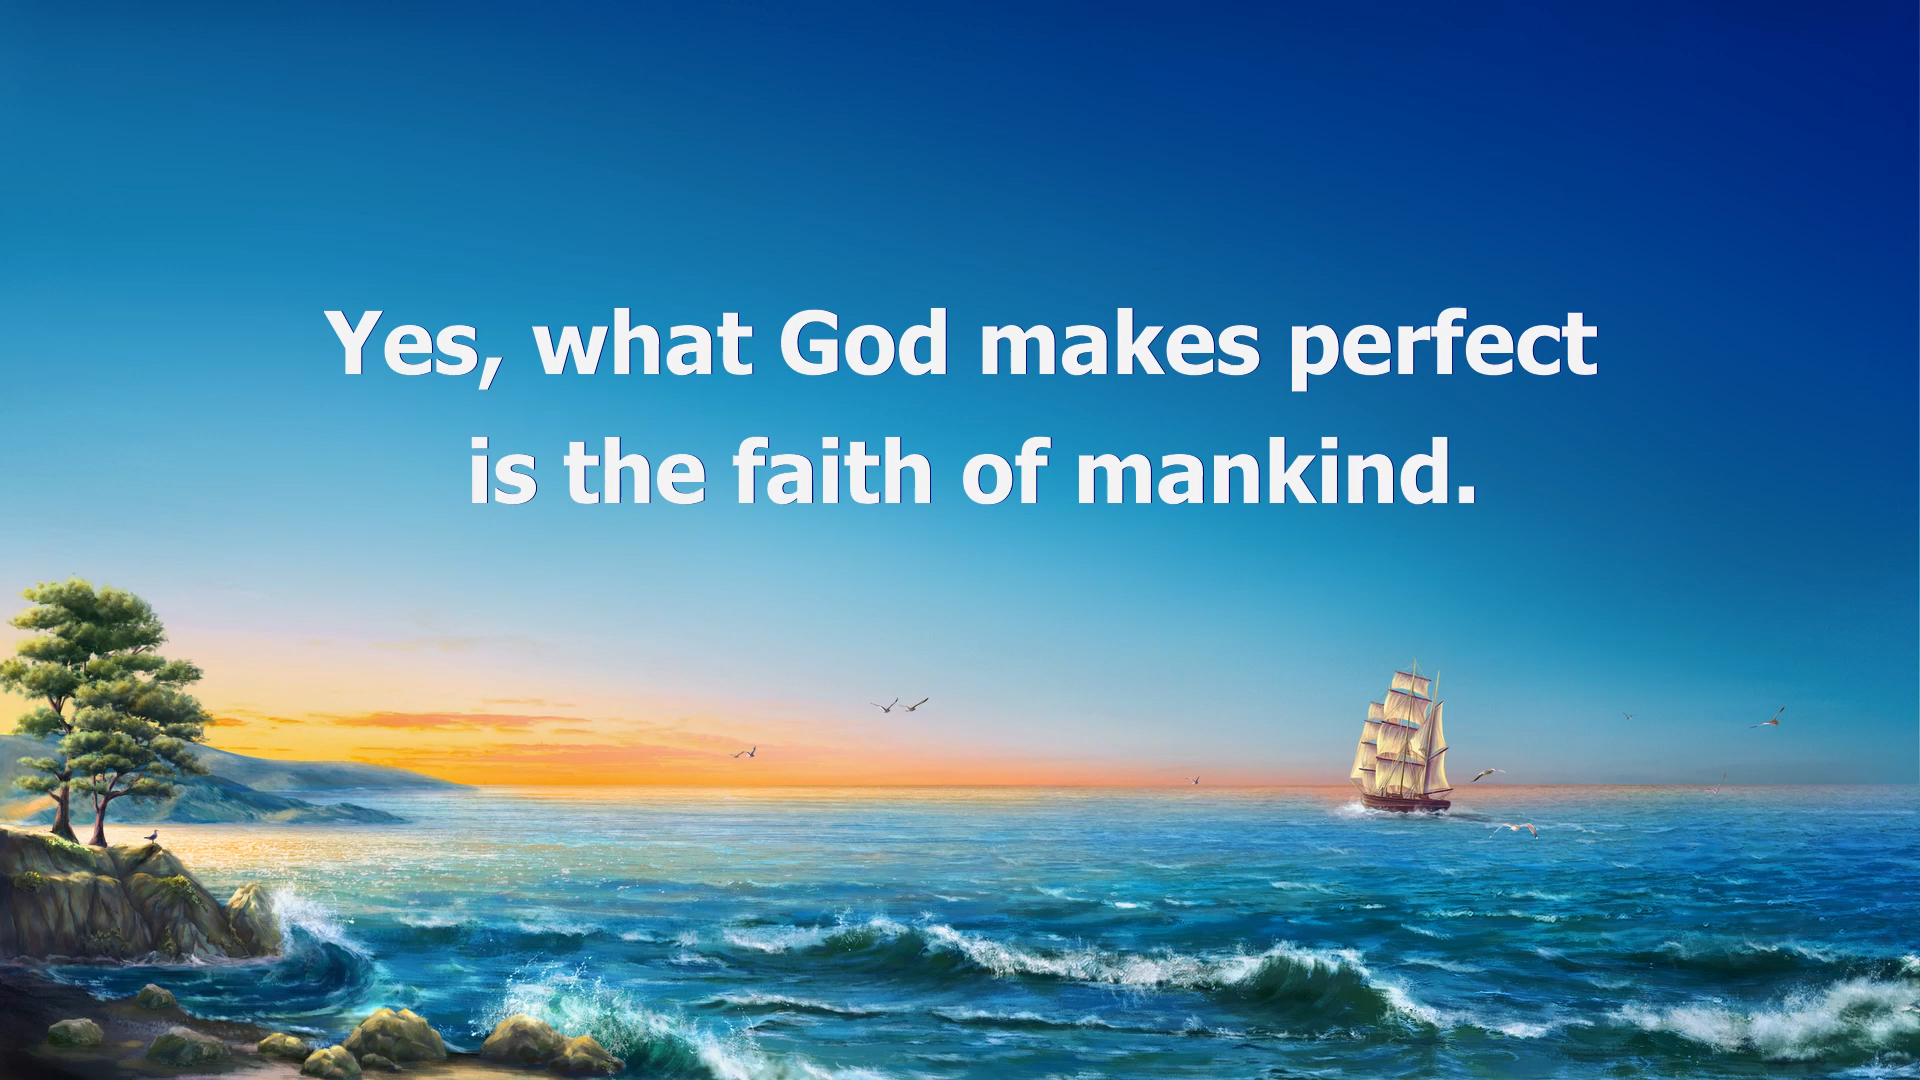 Yes, what God makes perfect
is the faith of mankind.